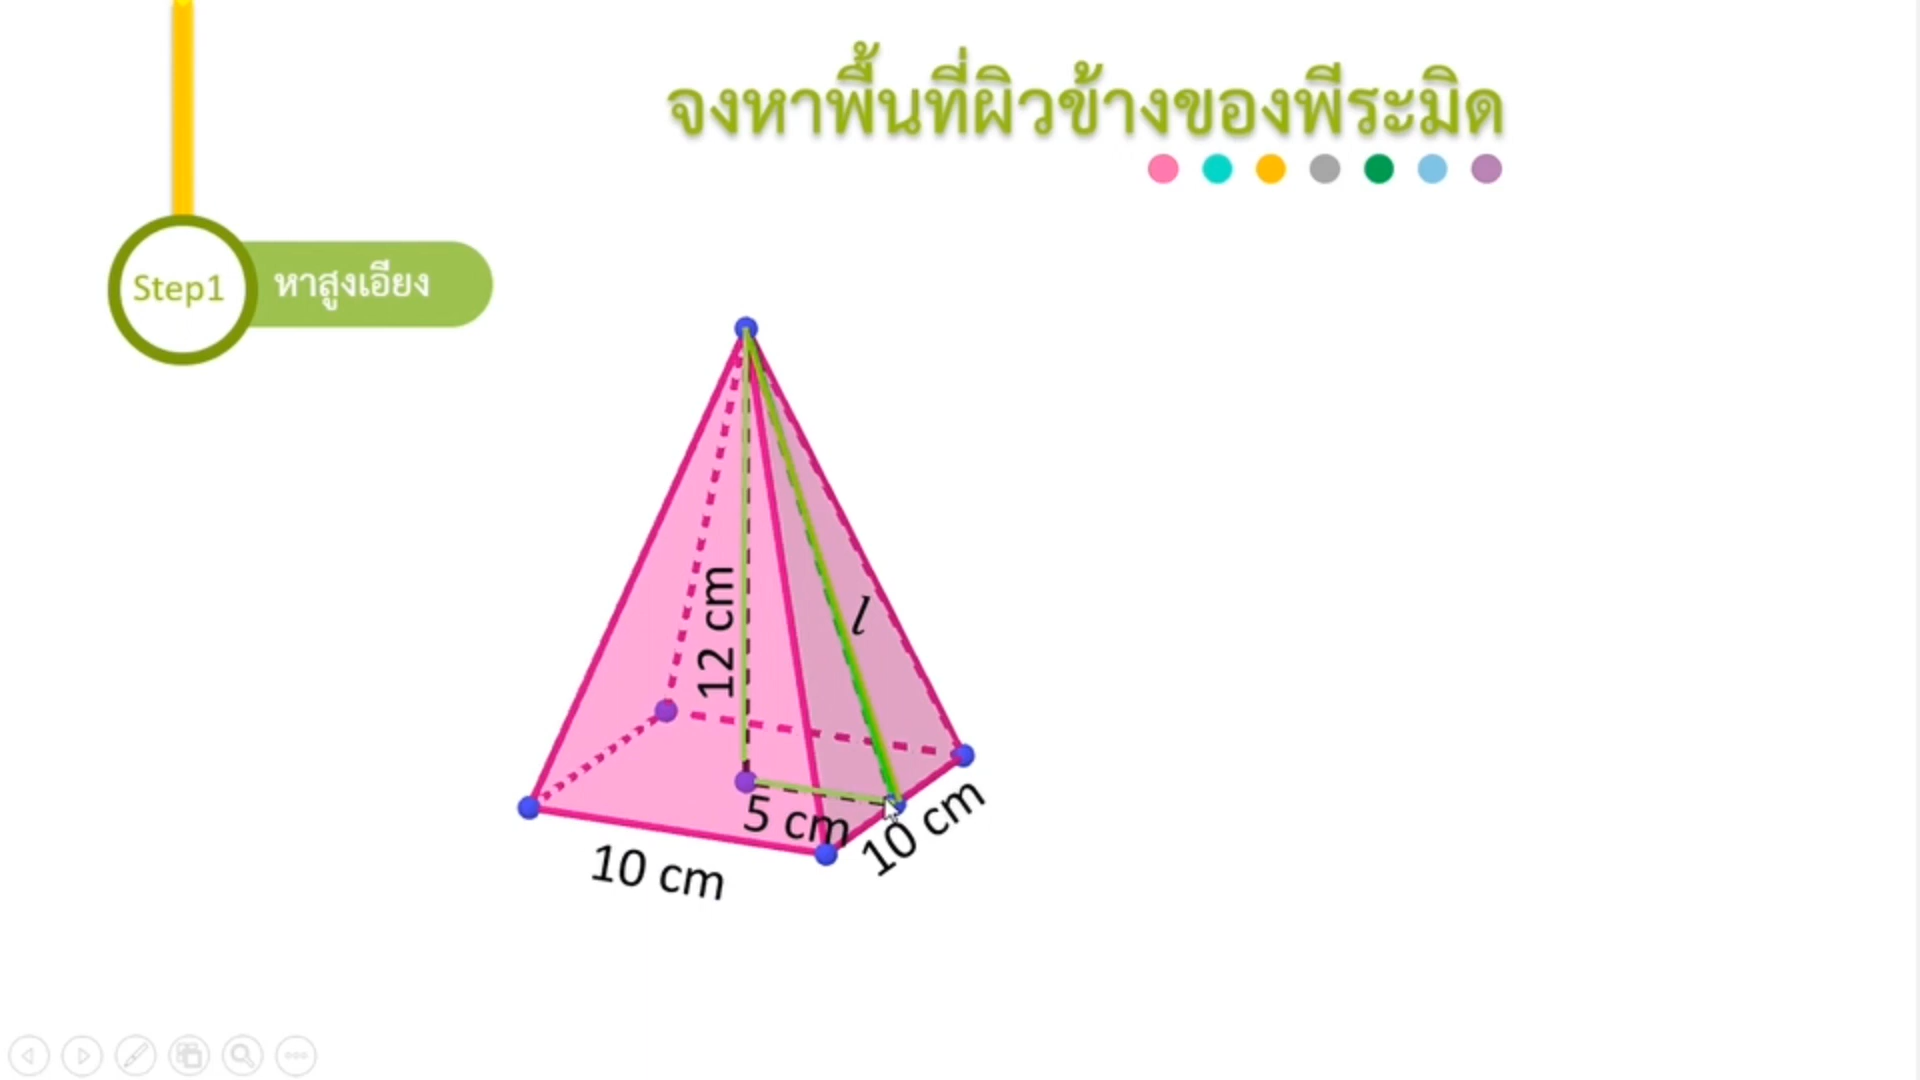 จงหาพื้นที่ผิวข้างของพีระมิด
Step1
หาสูงเอียง
12 cm
l
5 cm
10 cm
10 cm